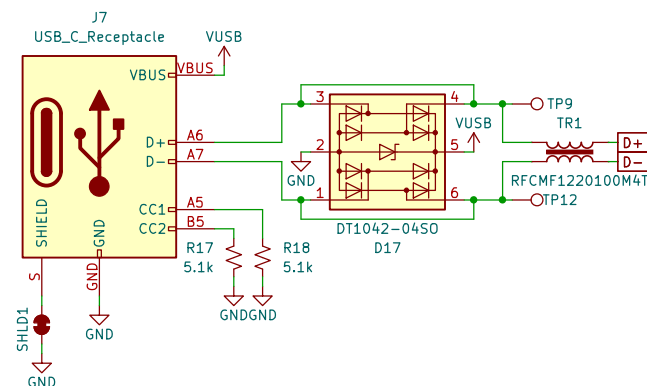 J7
USB_C_Receptacle
VUSB
VBUS
VBUS
3
4
TP9
TR1
D+
A6
VUSB
D+
2
5
D-
A7
D-
GND
RFCMF1220100M4T
1
6
TP12
CC1
A5
DT1042-04SO
D17
CC2
B5
SHIELD
GND
R17
5.1k
R18
5.1k
S
GND
GND
GND
GND
SHLD1
GND